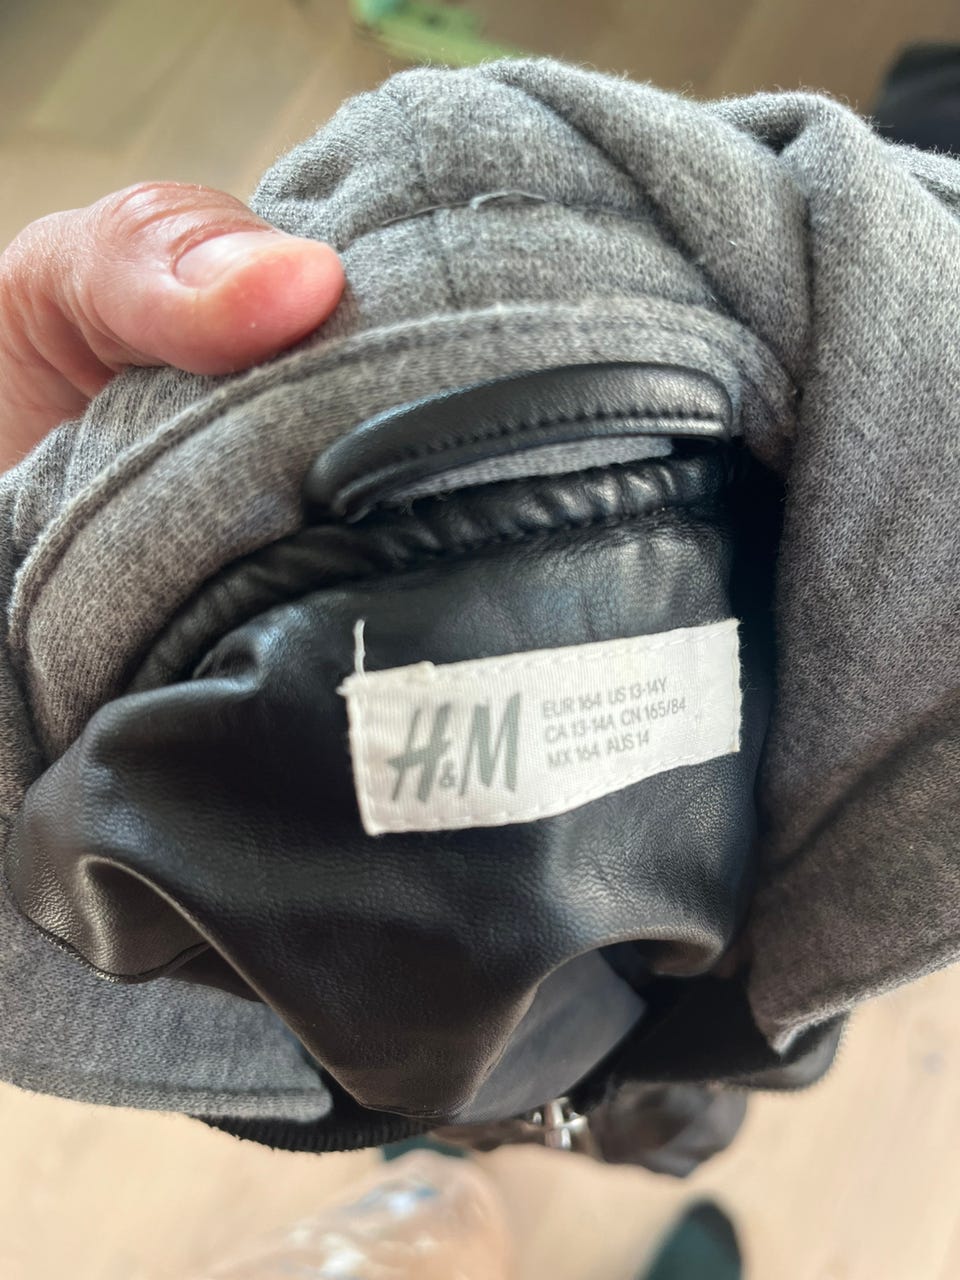 H&M
EUR 164 US 13-14Y
CA 13-14A CN 165/84
MX 164 AUS 14